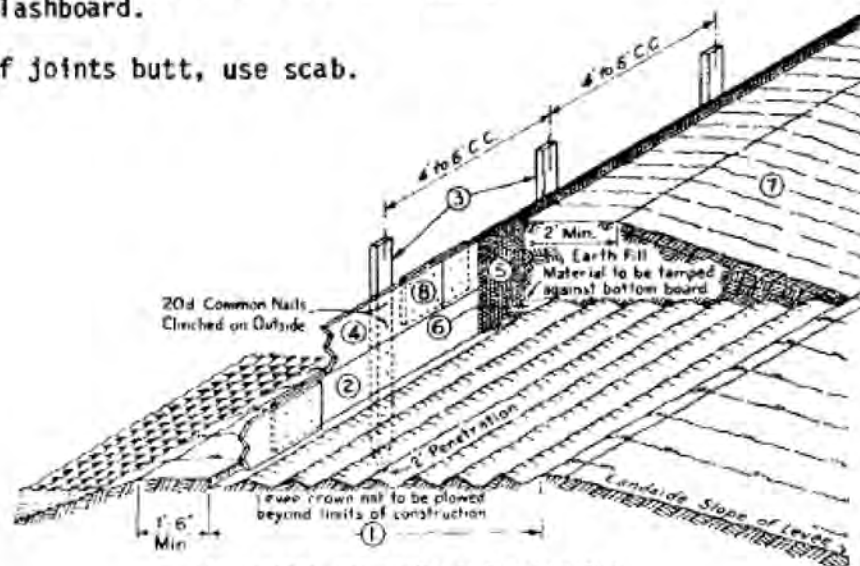 lashboard.
f joints butt, use scab.
4' to 6' C.C.
4' to 6' C.C.
③
⑦
2' Min.
Earth Fill
Material to be tamped
against bottom board
⑤
⑧
20d Common Nails
Clinched on Outside
④
⑥
②
2' Penetration
Levee crown not to be plowed
beyond limits of construction
1' 6"
Min
①
Landside Slope of Levee